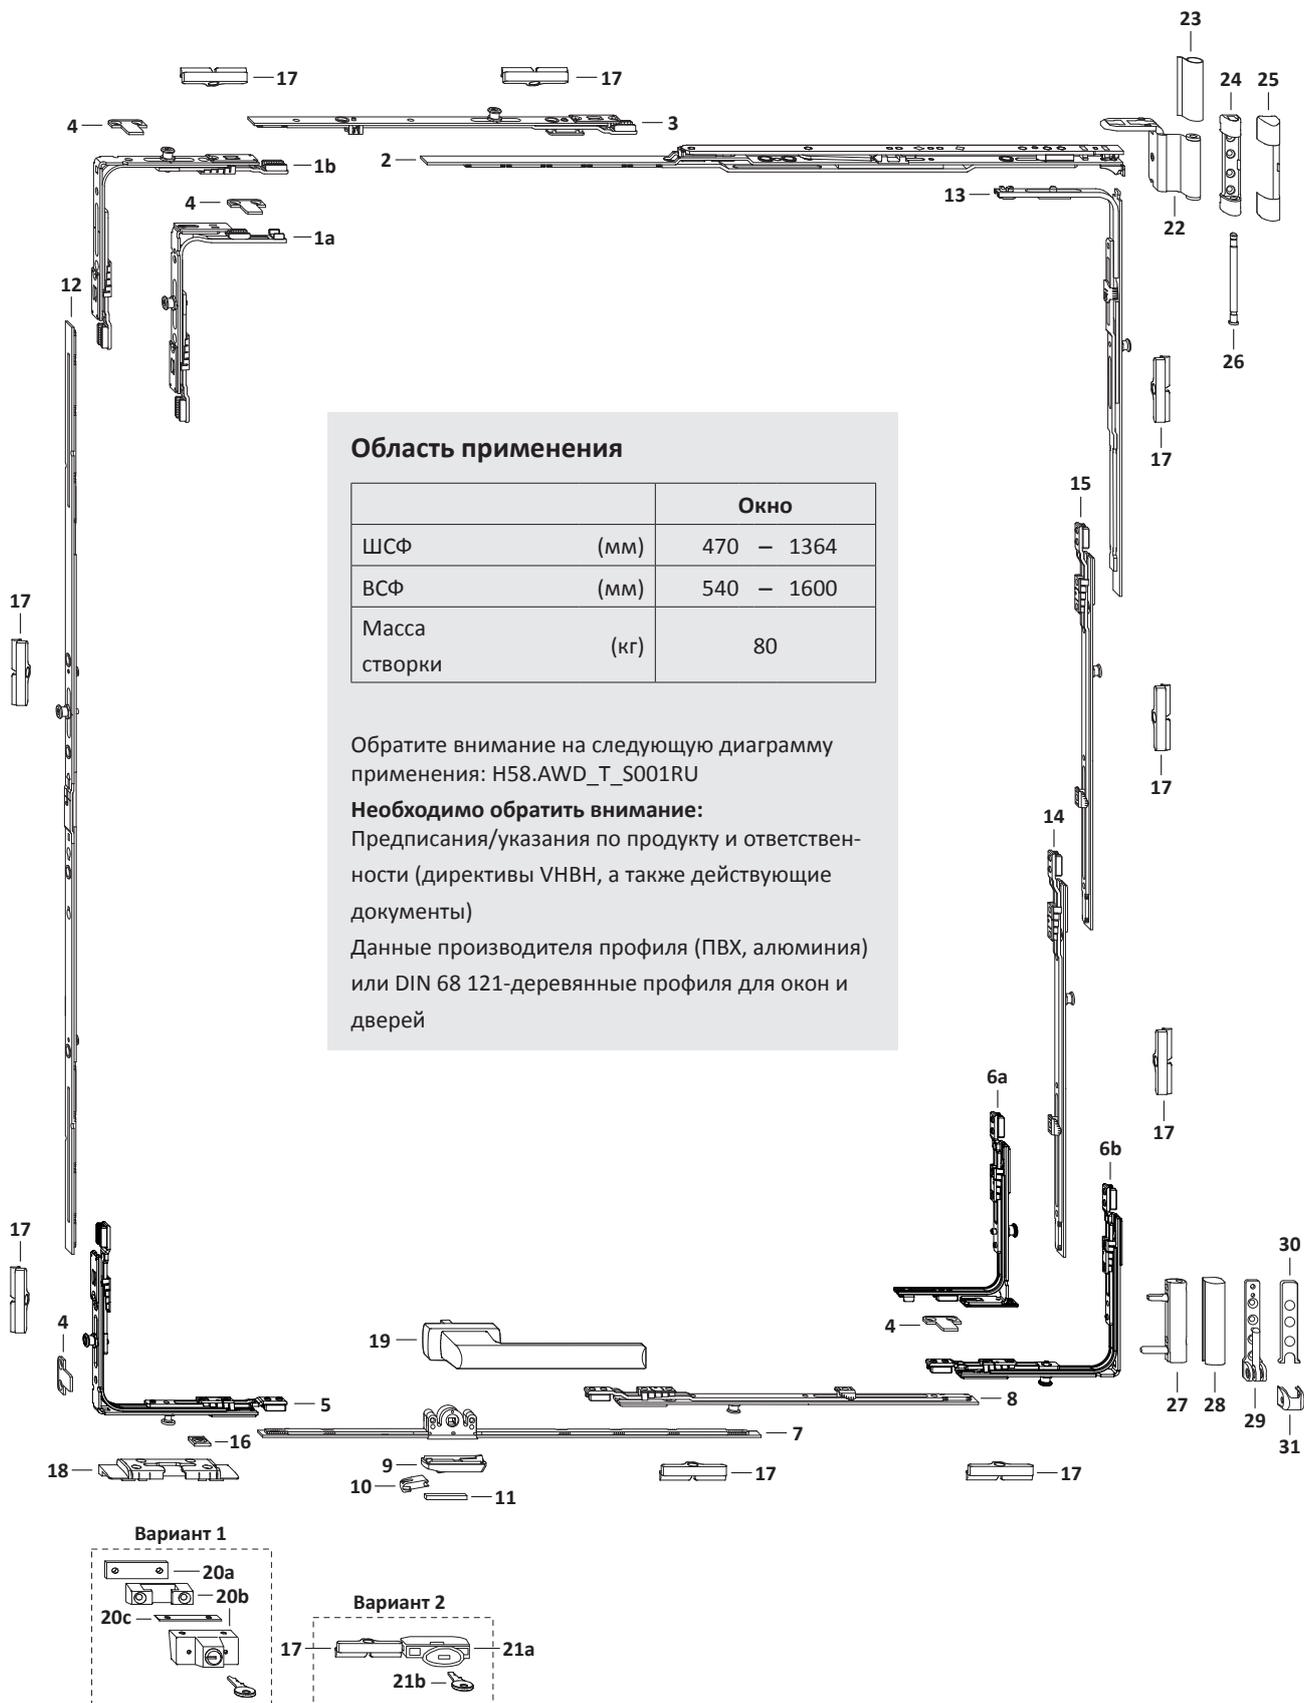 23
17
17
24
25
4
3
1b
2
13
4
22
1a
12
26
17
Область применения
Окно
ШСФ (мм) 470 – 1364
ВСФ (мм) 540 – 1600
Масса створки (кг) 80
15
17
17
Обратите внимание на следующую диаграмму
применения: H58.AWD_T_S001RU
Необходимо обратить внимание:
Предписания/указания по продукту и ответствен-
ности (директивы VHBH, а также действующие
документы)
Данные производителя профиля (ПВХ, алюминия)
или DIN 68 121-деревянные профиля для окон и
дверей
14
6a
17
6b
17
30
4
19
4
5
8
27
28
29
31
16
7
18
9
17
17
10
11
Вариант 1
20a
20b
20c
Вариант 2
17
21a
21b